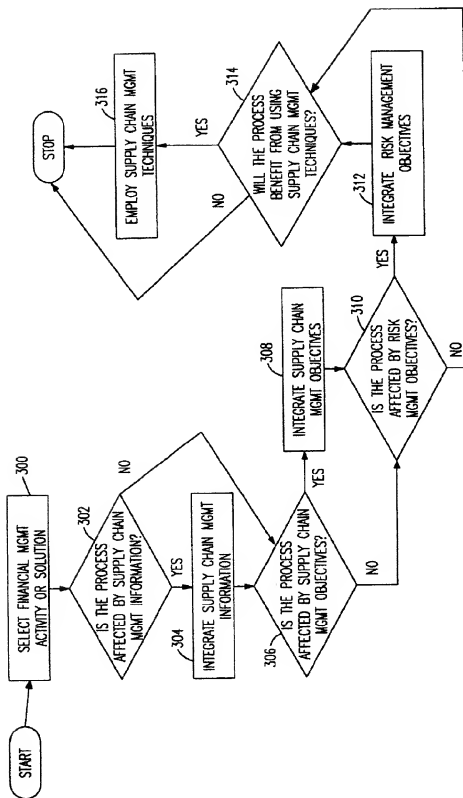 START
300
SELECT FINANCIAL MGMT
ACTIVITY OR SOLUTION
302
IS THE PROCESS
AFFECTED BY SUPPLY CHAIN
MGMT INFORMATION?
NO
YES
304
INTEGRATE SUPPLY CHAIN MGMT
INFORMATION
306
IS THE PROCESS
AFFECTED BY SUPPLY CHAIN
MGMT OBJECTIVES?
YES
NO
308
INTEGRATE SUPPLY CHAIN
MGMT OBJECTIVES
310
IS THE PROCESS
AFFECTED BY RISK
MGMT OBJECTIVES?
YES
NO
312
INTEGRATE RISK MANAGEMENT
OBJECTIVES
314
WILL THE PROCESS
BENEFIT FROM USING
SUPPLY CHAIN MGMT
TECHNIQUES?
NO
YES
316
EMPLOY SUPPLY CHAIN MGMT
TECHNIQUES
STOP